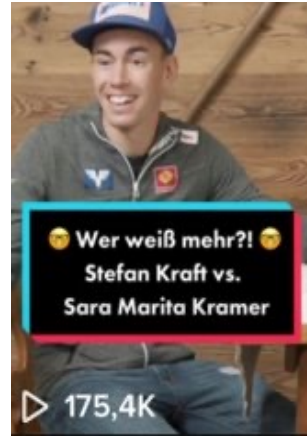 🤓 Wer weiß mehr?! 🤓
Stefan Kraft vs.
Sara Marita Kramer
175,4K